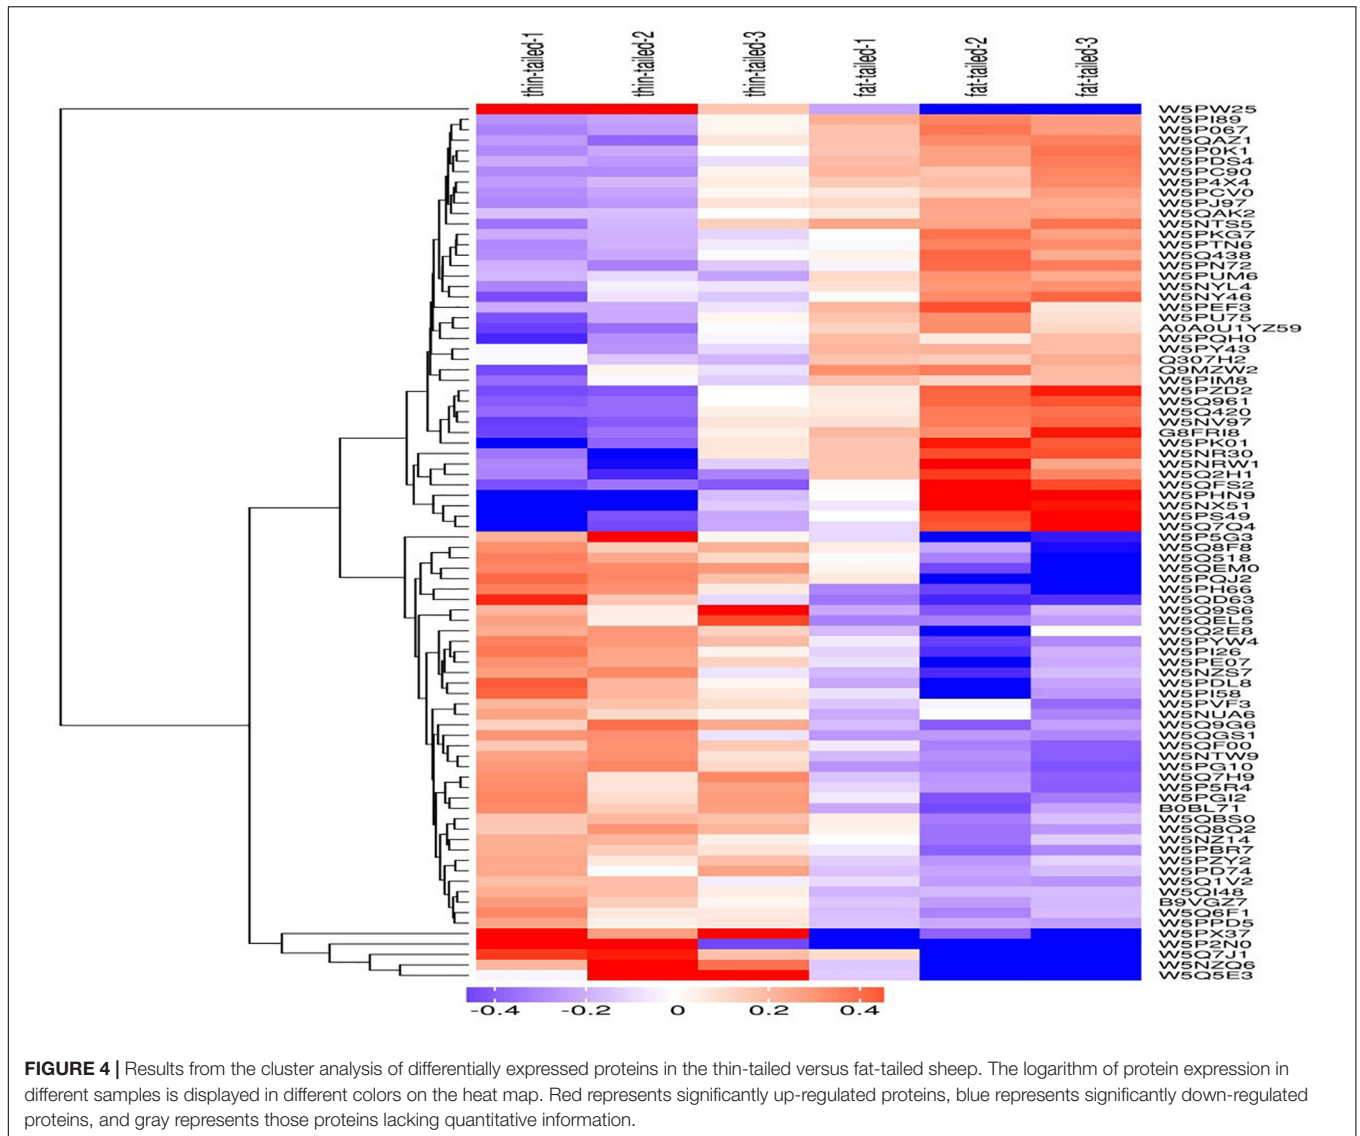 thin-tailed-1
thin-tailed-2
thin-tailed-3
fat-tailed-1
fat-tailed-2
fat-tailed-3
W5PW25
W5PI89
W5P067
W5QAZ1
W5P0K1
W5PDS4
W5PC90
W5P4X4
W5PCV0
W5PJ97
W5QAK2
W5NTS5
W5PKG7
W5PTN6
W5Q438
W5PN72
W5PUM6
W5NYL4
W5NY46
W5PEF3
W5PU75
A0A0U1YZ59
W5PQH0
W5PY43
Q307H2
Q9MZW2
W5PIM8
W5PZD2
W5Q961
W5Q420
W5NV97
G8FRI8
W5PK01
W5NR30
W5NRW1
W5Q2H1
W5QFS2
W5PHN9
W5NX51
W5PS49
W5Q7Q4
W5P5G3
W5Q8F8
W5Q518
W5QEM0
W5PQJ2
W5PH66
W5QD63
W5Q9S6
W5QEL5
W5Q2E8
W5PYW4
W5PI26
W5PE07
W5NZS7
W5PDL8
W5PI58
W5PVF3
W5NUA6
W5Q9G6
W5QGS1
W5QF00
W5NTW9
W5PG10
W5Q7H9
W5P5R4
W5PGI2
B0BL71
W5QBS0
W5Q8Q2
W5NZ14
W5PBR7
W5PZY2
W5PD74
W5Q1V2
W5QI48
B9VGZ7
W5Q6F1
W5PPD5
W5PX37
W5P2N0
W5Q7J1
W5NZQ6
W5Q5E3
-0.4 -0.2 0 0.2 0.4
FIGURE 4 | Results from the cluster analysis of differentially expressed proteins in the thin-tailed versus fat-tailed sheep. The logarithm of protein expression in
different samples is displayed in different colors on the heat map. Red represents significantly up-regulated proteins, blue represents significantly down-regulated
proteins, and gray represents those proteins lacking quantitative information.